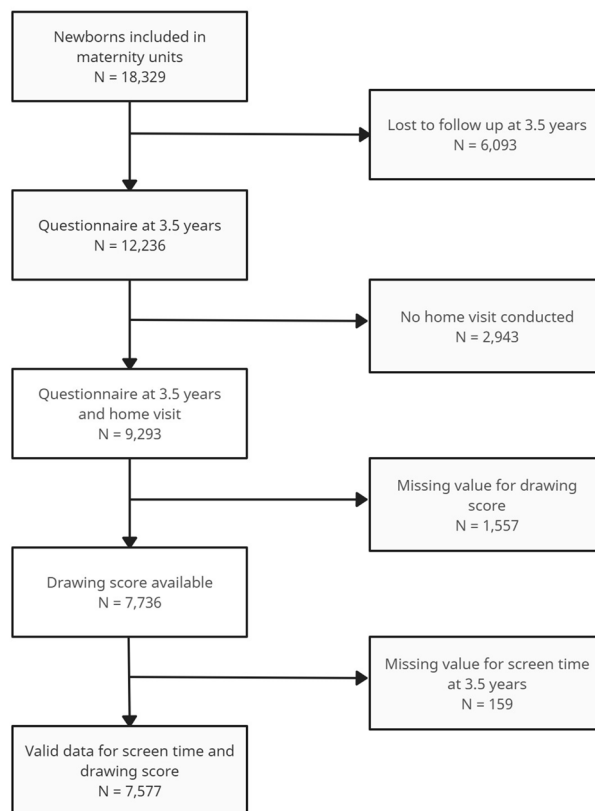 Newborns included in
maternity units
N = 18,329
Lost to follow up at 3.5 years
N = 6,093
Questionnaire at 3.5 years
N = 12,236
No home visit conducted
N = 2,943
Questionnaire at 3.5 years
and home visit
N = 9,293
Missing value for drawing
score
N = 1,557
Drawing score available
N = 7,736
Missing value for screen time
at 3.5 years
N = 159
Valid data for screen time and
drawing score
N = 7,577